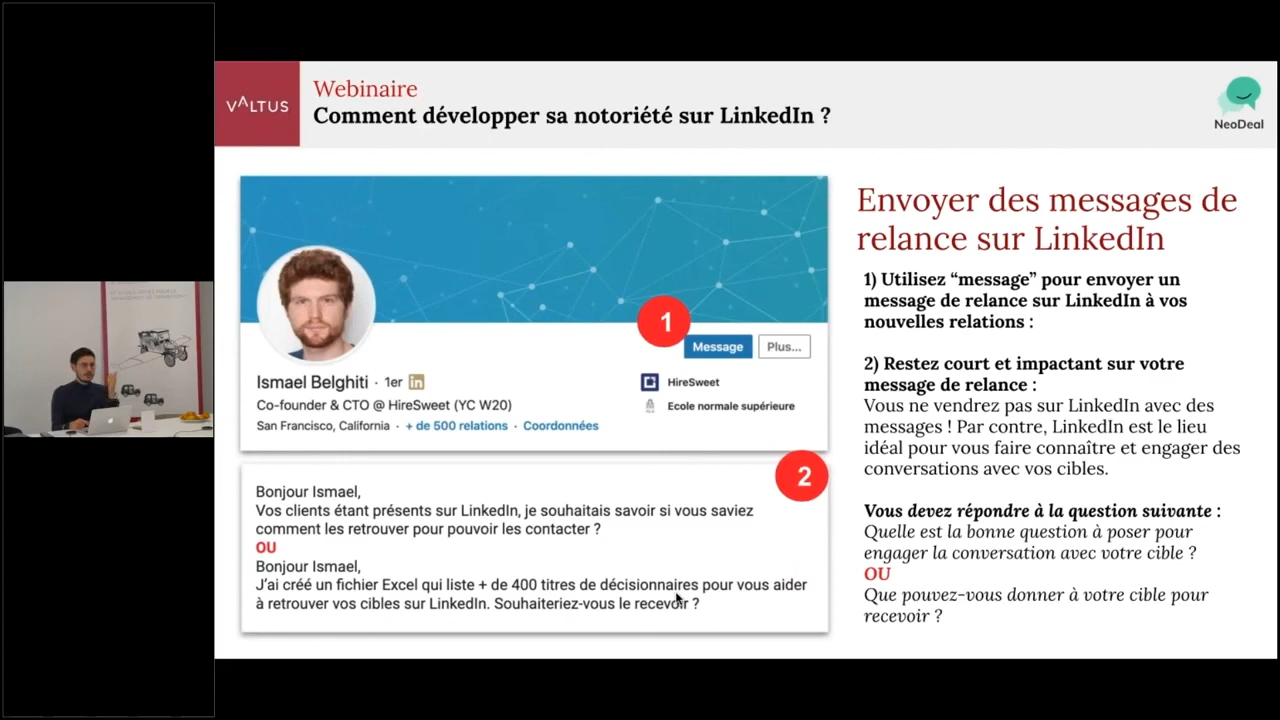 VALTUS
Webinaire
Comment développer sa notoriété sur LinkedIn ?
NeoDeal
Envoyer des messages de
relance sur LinkedIn
1
Message
Plus...
Ismael Belghiti · 1er in
Co-founder & CTO @ HireSweet (YC W20)
San Francisco, California · + de 500 relations · Coordonnées
HireSweet
Ecole normale supérieure
2
Bonjour Ismael,
Vos clients étant présents sur LinkedIn, je souhaitais savoir si vous saviez
comment les retrouver pour pouvoir les contacter ?
OU
Bonjour Ismael,
J'ai créé un fichier Excel qui liste + de 400 titres de décisionnaires pour vous aider
à retrouver vos cibles sur LinkedIn. Souhaiteriez-vous le recevoir ?
1) Utilisez “message” pour envoyer un
message de relance sur LinkedIn à vos
nouvelles relations :
2) Restez court et impactant sur votre
message de relance :
Vous ne vendrez pas sur LinkedIn avec des
messages ! Par contre, LinkedIn est le lieu
idéal pour vous faire connaître et engager des
conversations avec vos cibles.
Vous devez répondre à la question suivante :
Quelle est la bonne question à poser pour
engager la conversation avec votre cible ?
OU
Que pouvez-vous donner à votre cible pour
recevoir ?